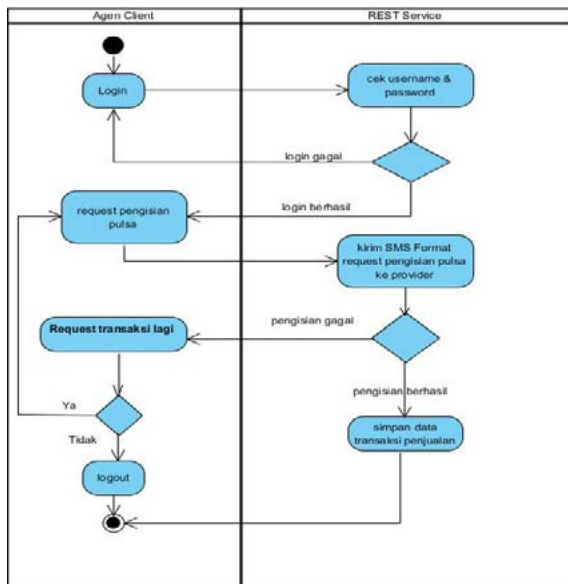 Agen Client
REST Service
Login
cek username &
password
login gagal
login berhasil
request pengisian
pulsa
kirim SMS Format
request pengisian pulsa
ke provider
pengisian gagal
Request transaksi lagi
pengisian berhasil
Ya
Tidak
simpan data
transaksi penjualan
logout